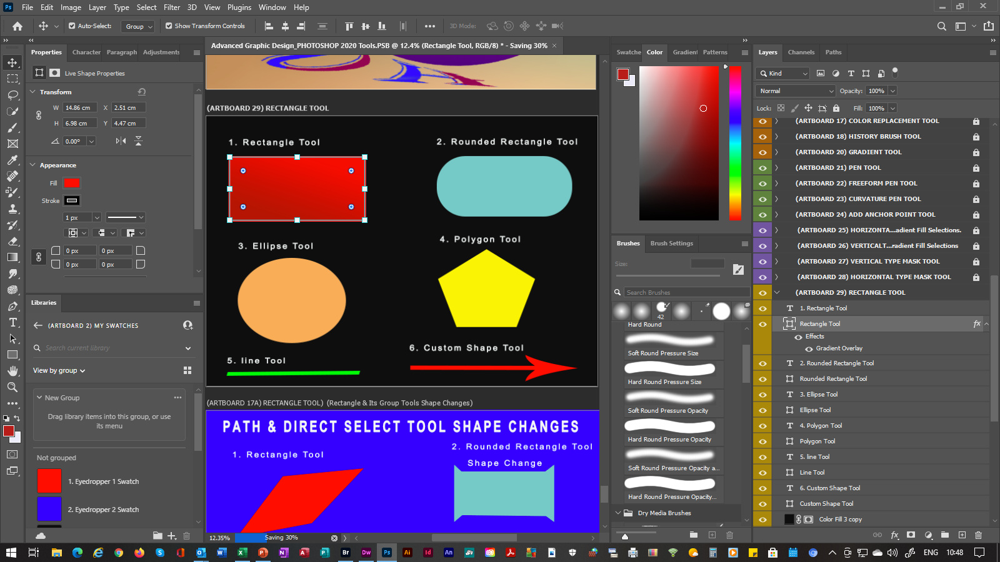 Ps File Edit Image Layer Type Select Filter 3D View Plugins Window Help
Auto-Select: Group Show Transform Controls 3D Mode:
Properties Character Paragraph Adjustments
Live Shape Properties
Transform
W 14.86 cm X 2.51 cm
H 6.98 cm Y 4.47 cm
0.00°
Appearance
Fill
Stroke
1 px
0 px 0 px
0 px 0 px
Libraries
(ARTBOARD 2) MY SWATCHES
Search current library
View by group
New Group
Drag library items into this group, or use
its menu
Not grouped
1. Eyedropper 1 Swatch
2. Eyedropper 2 Swatch
Advanced Graphic Design_PHOTOSHOP 2020 Tools.PSB @ 12.4% (Rectangle Tool, RGB/8) * - Saving 30%
(ARTBOARD 29) RECTANGLE TOOL
1. Rectangle Tool
2. Rounded Rectangle Tool
3. Ellipse Tool
4. Polygon Tool
5. line Tool
6. Custom Shape Tool
(ARTBOARD 17A) RECTANGLE TOOL) (Rectangle & Its Group Tools Shape Changes)
PATH & DIRECT SELECT TOOL SHAPE CHANGES
1. Rectangle Tool
2. Rounded Rectangle Tool
Shape Change
12.35% Saving 30%
Swatche Color Gradient Patterns
Brushes Brush Settings
Size:
Search Brushes
42
Hard Round
Soft Round Pressure Size
Hard Round Pressure Size
Soft Round Pressure Opacity
Hard Round Pressure Opacity
Soft Round Pressure Opacity a...
Hard Round Pressure Opacity...
Dry Media Brushes
Layers Channels Paths
Kind
Normal Opacity: 100%
Lock: Fill: 100%
(ARTBOARD 17) COLOR REPLACEMENT TOOL
(ARTBOARD 18) HISTORY BRUSH TOOL
(ARTBOARD 20) GRADIENT TOOL
(ARTBOARD 21) PEN TOOL
(ARTBOARD 22) FREEFORM PEN TOOL
(ARTBOARD 23) CURVATURE PEN TOOL
(ARTBOARD 24) ADD ANCHOR POINT TOOL
(ARTBOARD 25) HORIZONTA...adient Fill Selections.
(ARTBOARD 26) VERTICALT...radient Fill Selections
(ARTBOARD 27) VERTICAL TYPE MASK TOOL
(ARTBOARD 28) HORIZONTAL TYPE MASK TOOL
(ARTBOARD 29) RECTANGLE TOOL
1. Rectangle Tool
Rectangle Tool fx
Effects
Gradient Overlay
2. Rounded Rectangle Tool
Rounded Rectangle Tool
3. Ellipse Tool
Ellipse Tool
4. Polygon Tool
Polygon Tool
5. line Tool
Line Tool
6. Custom Shape Tool
Custom Shape Tool
Color Fill 3 copy
fx
Br Dw Ps Ai Id An
ENG 10:48